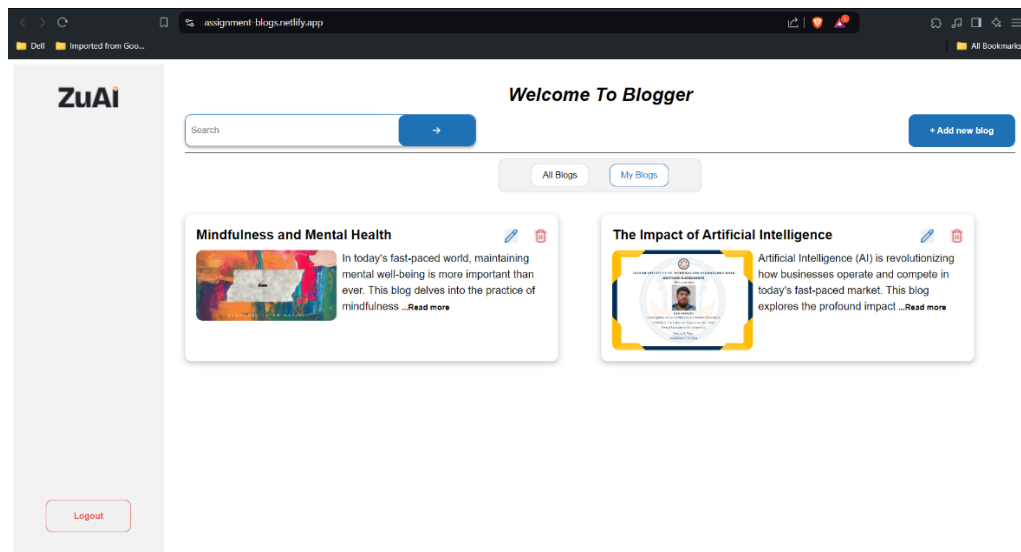 assignment-blogs.netlify.app
Dell
Imported from Goo...
All Bookmarks
ZuAi
Welcome To Blogger
Search
+ Add new blog
All Blogs
My Blogs
Mindfulness and Mental Health
In today's fast-paced world, maintaining
mental well-being is more important than
ever. This blog delves into the practice of
mindfulness ...Read more
The Impact of Artificial Intelligence
Artificial Intelligence (AI) is revolutionizing
how businesses operate and compete in
today's fast-paced market. This blog
explores the profound impact ...Read more
Logout